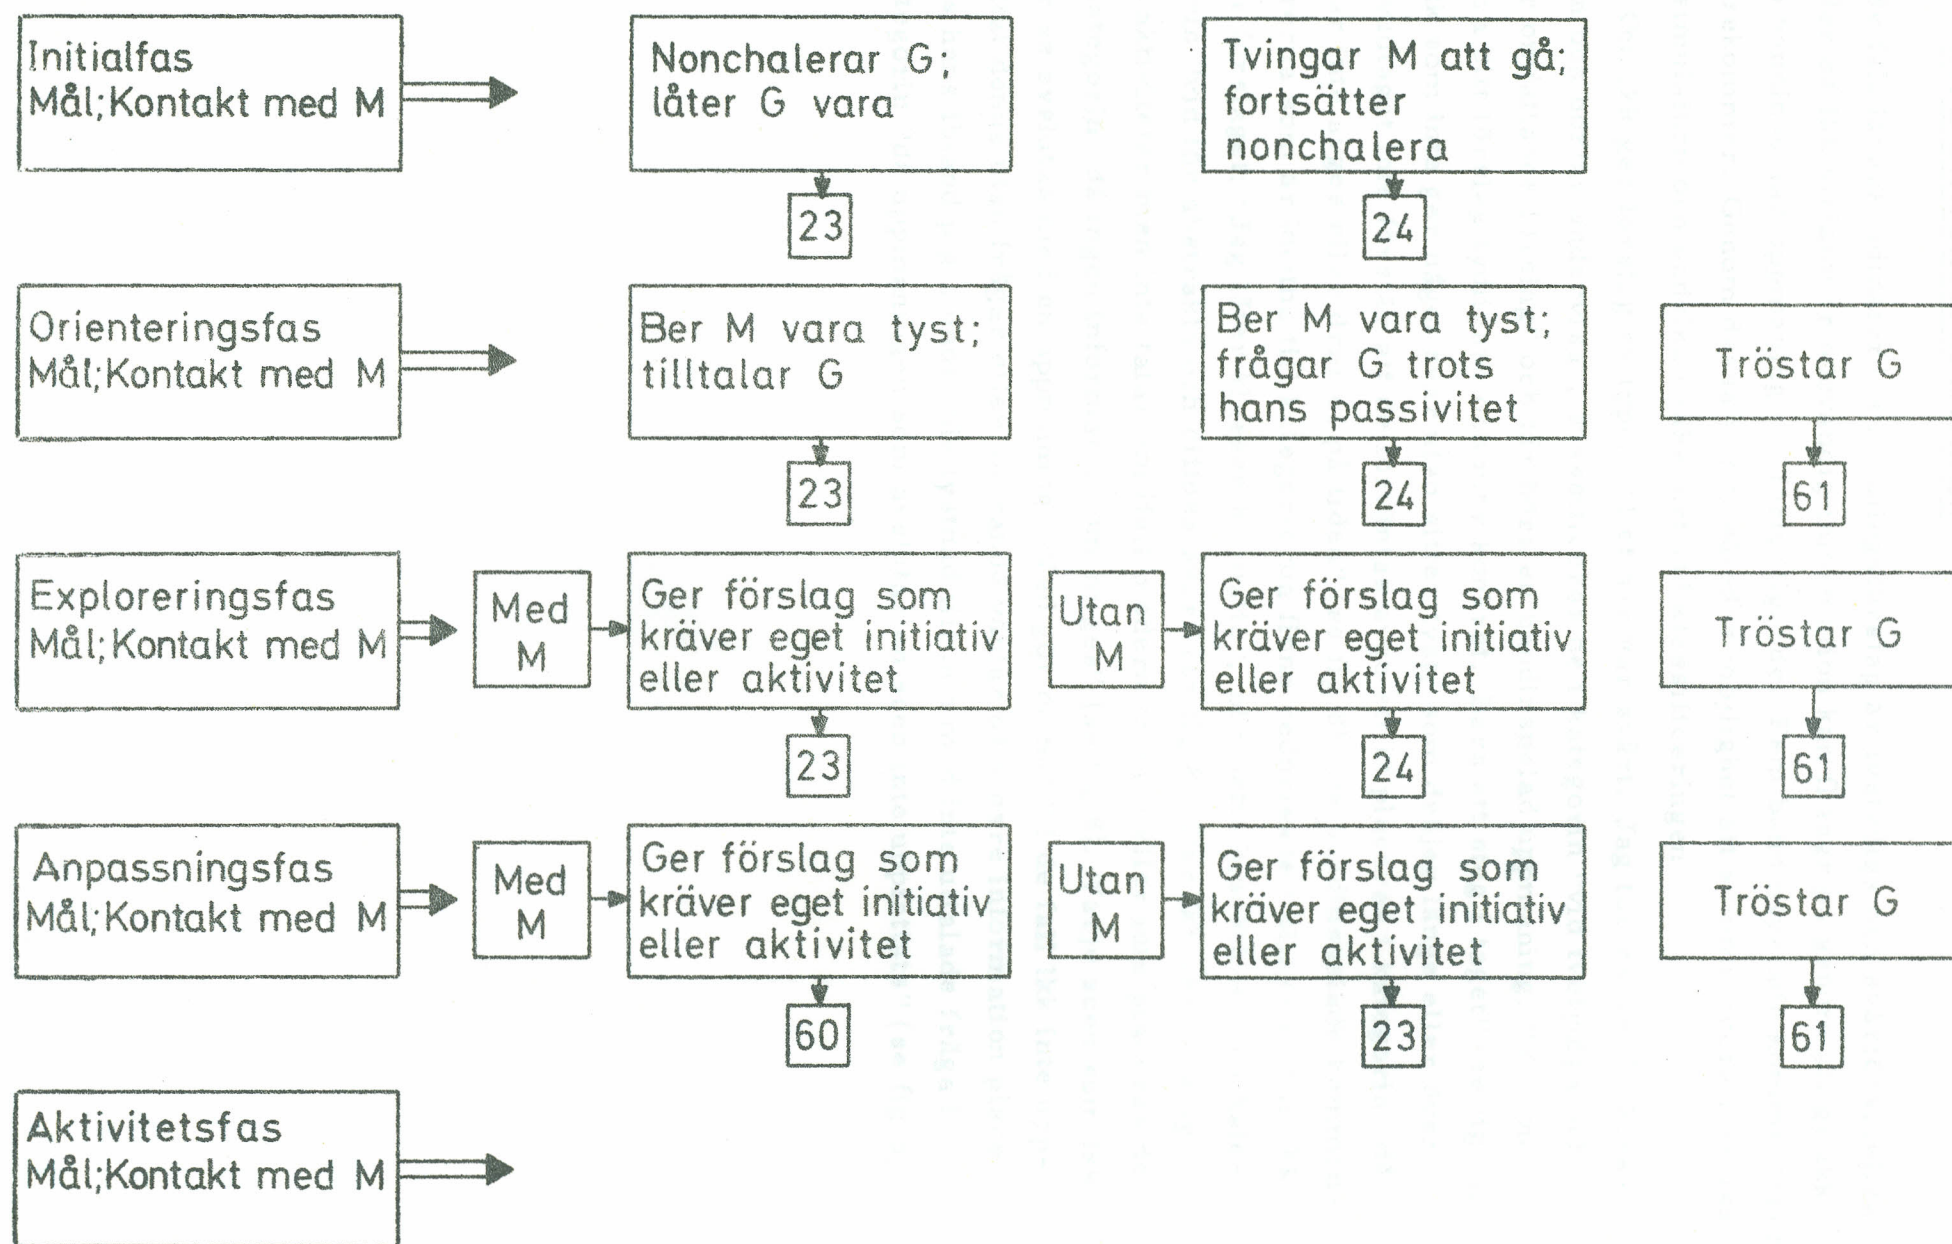 Initialfas
Mål;Kontakt med M
Nonchalerar G;
låter G vara
23
Tvingar M att gå;
fortsätter
nonchalera
24
Orienteringsfas
Mål;Kontakt med M
Ber M vara tyst;
tilltalar G
23
Ber M vara tyst;
frågar G trots
hans passivitet
24
Tröstar G
61
Exploreringsfas
Mål;Kontakt med M
Med
M
Ger förslag som
kräver eget initiativ
eller aktivitet
23
Utan
M
Ger förslag som
kräver eget initiativ
eller aktivitet
24
Tröstar G
61
Anpassningsfas
Mål;Kontakt med M
Med
M
Ger förslag som
kräver eget initiativ
eller aktivitet
60
Utan
M
Ger förslag som
kräver eget initiativ
eller aktivitet
23
Tröstar G
61
Aktivitetsfas
Mål;Kontakt med M